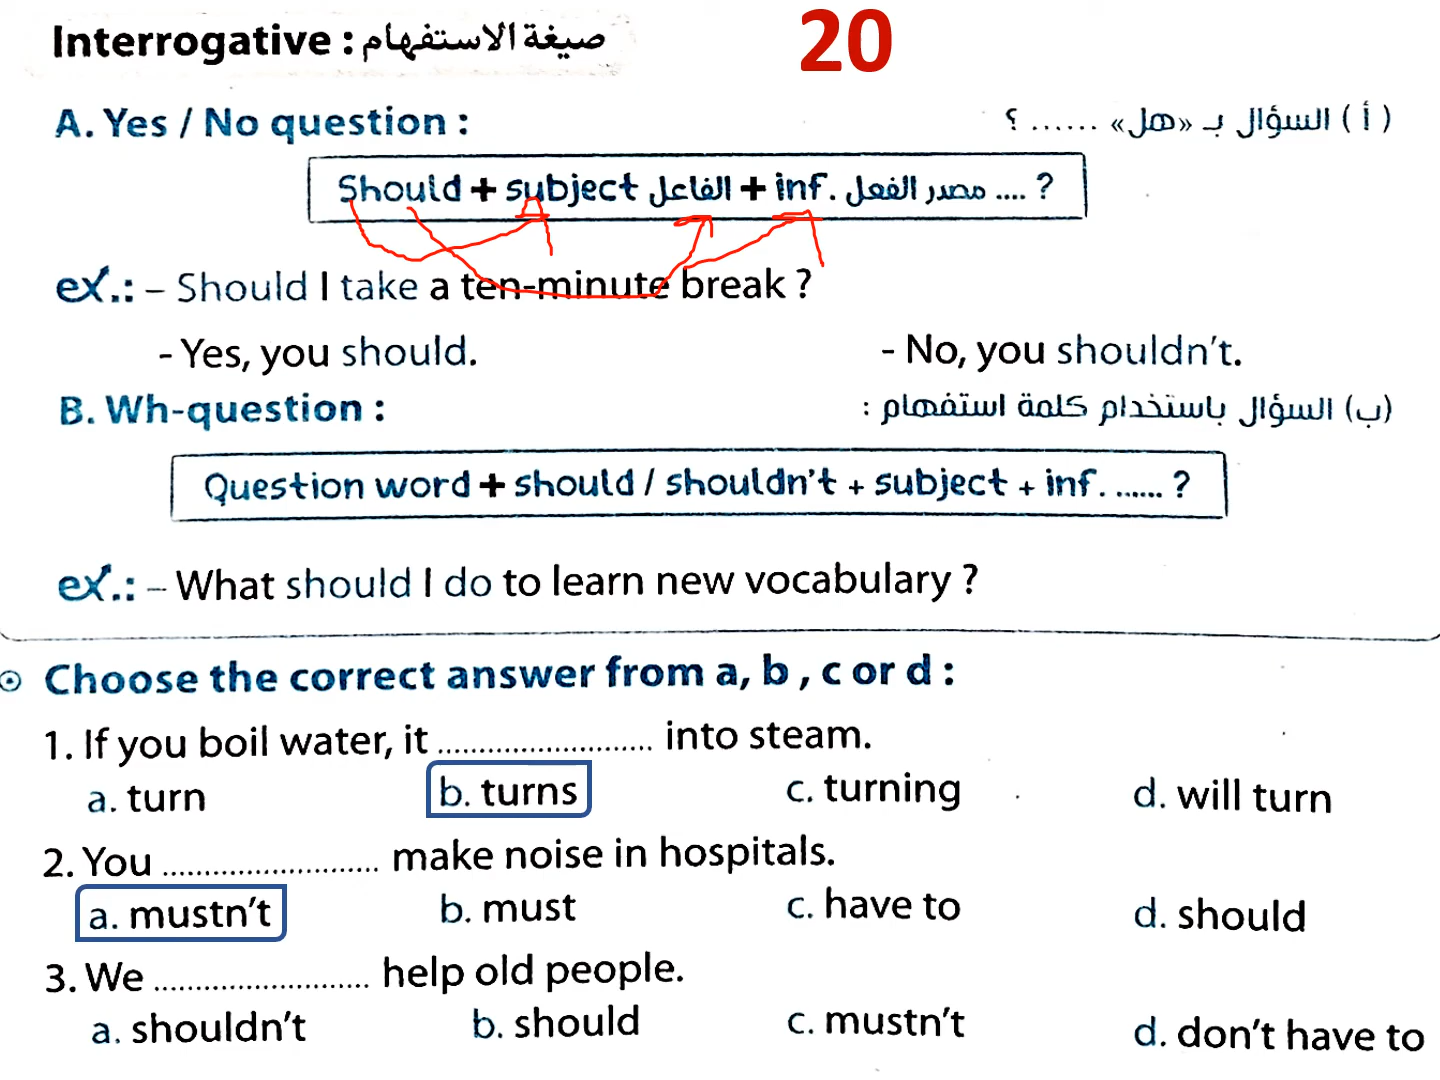 Interrogative : صيغة الاستفهام
20
A. Yes / No question : (أ) السؤال بـ «هل» ...... ؟
Should + subject الفاعل + inf. مصدر الفعل .... ?
ex.: – Should I take a ten-minute break ?
- Yes, you should. - No, you shouldn't.
B. Wh-question : (ب) السؤال باستخدام كلمة استفهام :
Question word + should / shouldn't + subject + inf. ...... ?
ex.: – What should I do to learn new vocabulary ?
Choose the correct answer from a, b , c or d :
1. If you boil water, it .......................... into steam.
a. turn b. turns c. turning d. will turn
2. You .......................... make noise in hospitals.
a. mustn't b. must c. have to d. should
3. We .......................... help old people.
a. shouldn't b. should c. mustn't d. don't have to